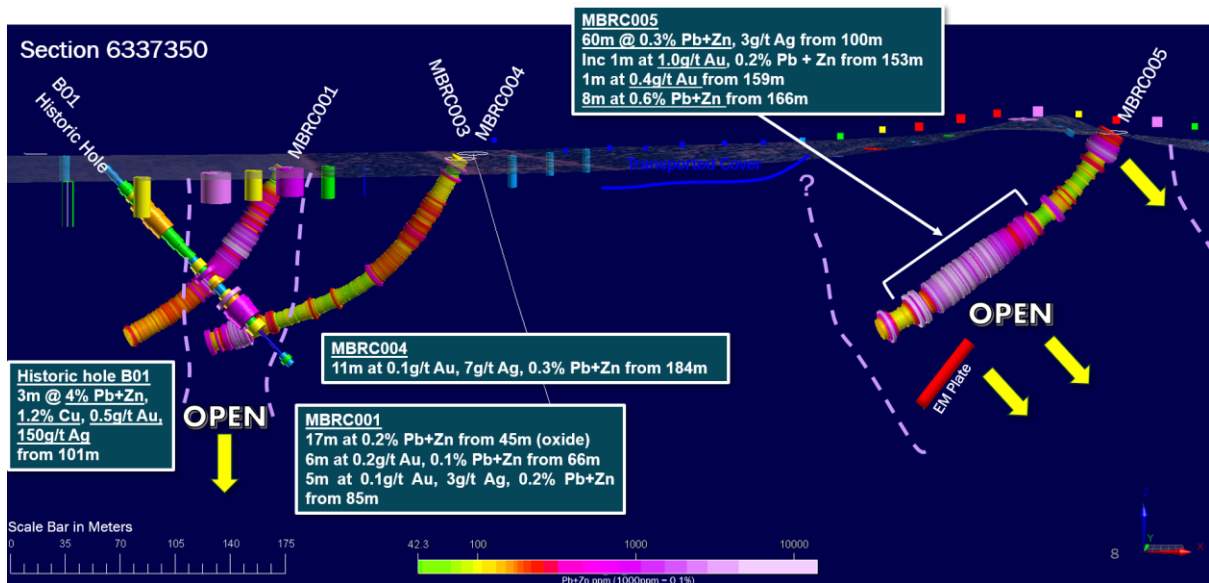 Section 6337350
B01
Historic Hole
MBRC001
MBRC003
MBRC004
MBRC005
60m @ 0.3% Pb+Zn, 3g/t Ag from 100m
Inc 1m at 1.0g/t Au, 0.2% Pb + Zn from 153m
1m at 0.4g/t Au from 159m
8m at 0.6% Pb+Zn from 166m
MBRC005
Transported Cover
?
OPEN
EM Plate
MBRC004
11m at 0.1g/t Au, 7g/t Ag, 0.3% Pb+Zn from 184m
Historic hole B01
3m @ 4% Pb+Zn,
1.2% Cu, 0.5g/t Au,
150g/t Ag
from 101m
OPEN
MBRC001
17m at 0.2% Pb+Zn from 45m (oxide)
6m at 0.2g/t Au, 0.1% Pb+Zn from 66m
5m at 0.1g/t Au, 3g/t Ag, 0.2% Pb+Zn
from 85m
Scale Bar in Meters
0 35 70 105 140 175
42.3 100 1000 10000
Pb+Zn ppm (1000ppm = 0.1%)
8
Z
Y
X